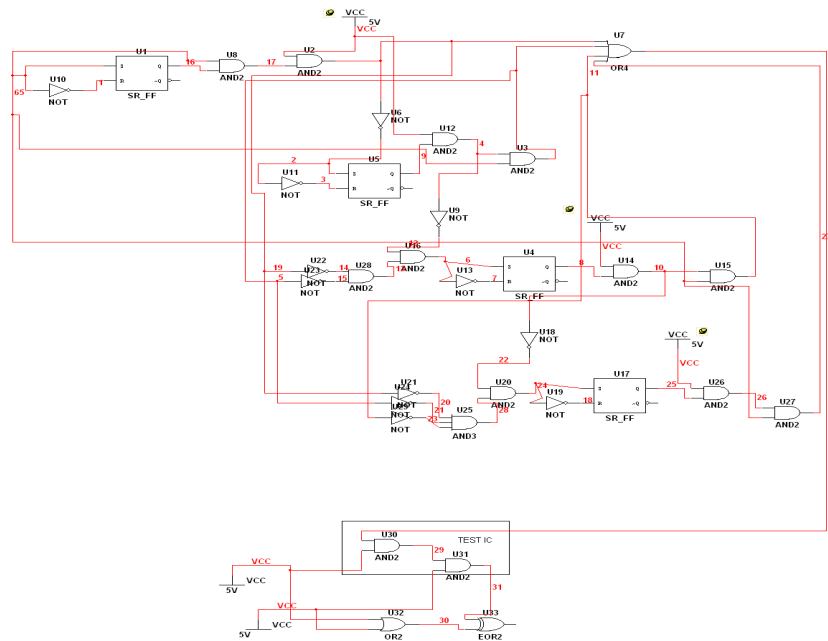 VCC
5V
VCC
U7
OR4
11
U1
S Q
R ~Q
SR_FF
16
U8
AND2
17
U2
AND2
U10
NOT
1
65
U6
NOT
U12
AND2
4
9
U3
AND2
2
U11
NOT
3
U5
S Q
R ~Q
SR_FF
U9
NOT
VCC
5V
VCC
2
U16
AND2
19
U22
14
U23
NOT
NOT
5
15
U28
AND2
6
U13
NOT
7
U4
S Q
R ~Q
SR_FF
8
U14
AND2
10
U15
AND2
U18
NOT
22
VCC
5V
VCC
U21
U24
NOT
NOT
NOT
20
21
23
U25
AND3
28
U20
AND2
24
U19
NOT
18
U17
S Q
R ~Q
SR_FF
25
U26
AND2
26
U27
AND2
TEST IC
U30
AND2
29
U31
AND2
31
VCC
VCC
5V
VCC
VCC
5V
U32
OR2
30
U33
EOR2